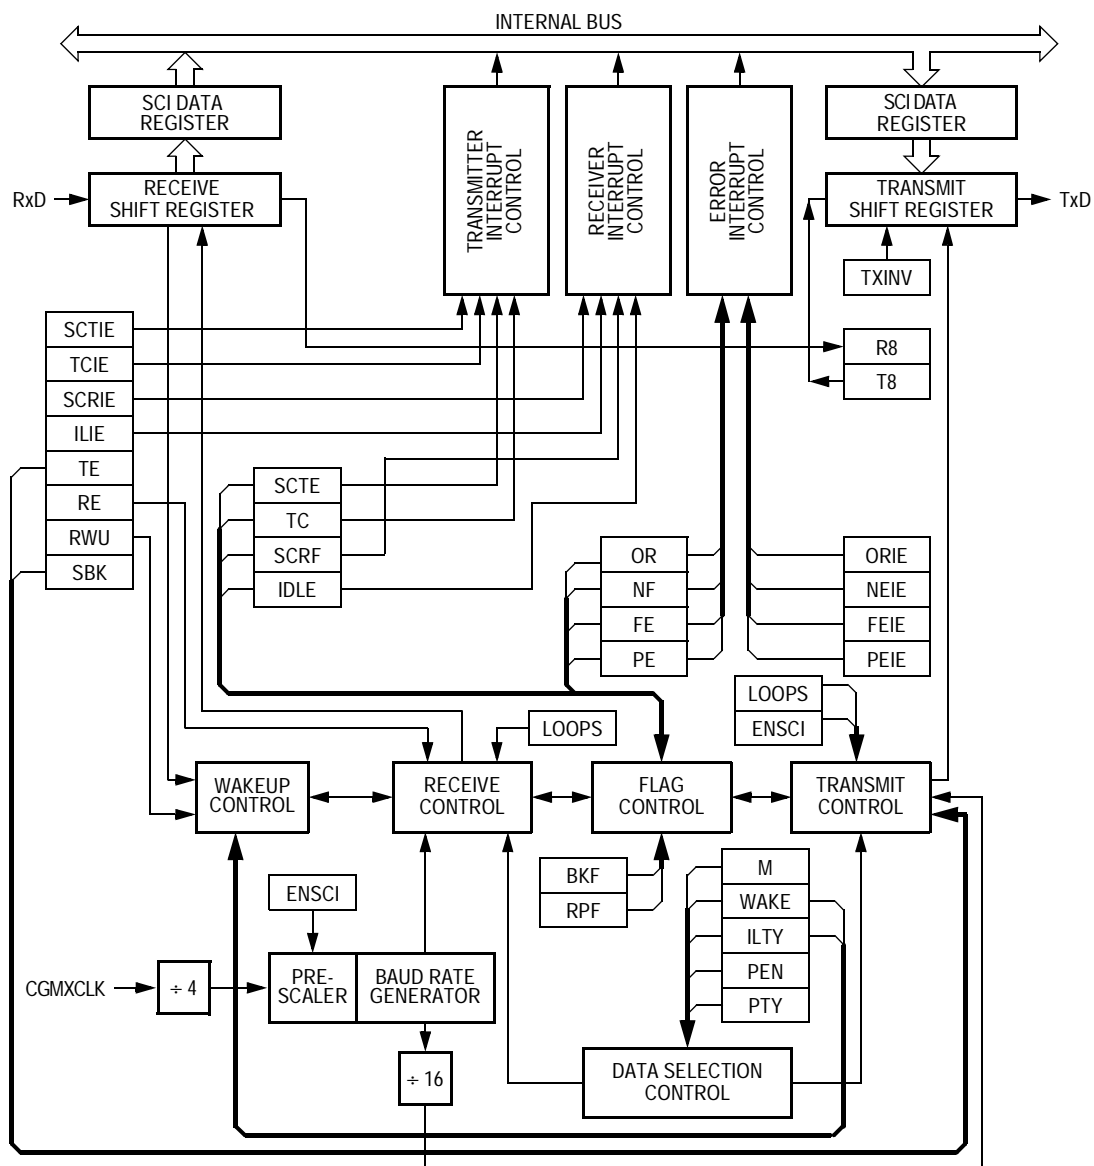 INTERNAL BUS
SCI DATA
REGISTER
SCI DATA
REGISTER
TRANSMITTER
INTERRUPT
CONTROL
RECEIVER
INTERRUPT
CONTROL
ERROR
INTERRUPT
CONTROL
RxD
RECEIVE
SHIFT REGISTER
TRANSMIT
SHIFT REGISTER
TxD
TXINV
SCTIE
TCIE
SCRIE
ILIE
TE
RE
RWU
SBK
R8
T8
SCTE
TC
SCRF
IDLE
OR
NF
FE
PE
ORIE
NEIE
FEIE
PEIE
LOOPS
LOOPS
ENSCI
WAKEUP
CONTROL
RECEIVE
CONTROL
FLAG
CONTROL
TRANSMIT
CONTROL
BKF
RPF
M
WAKE
ILTY
PEN
PTY
ENSCI
CGMXCLK
÷ 4
PRE-
SCALER
BAUD RATE
GENERATOR
÷ 16
DATA SELECTION
CONTROL